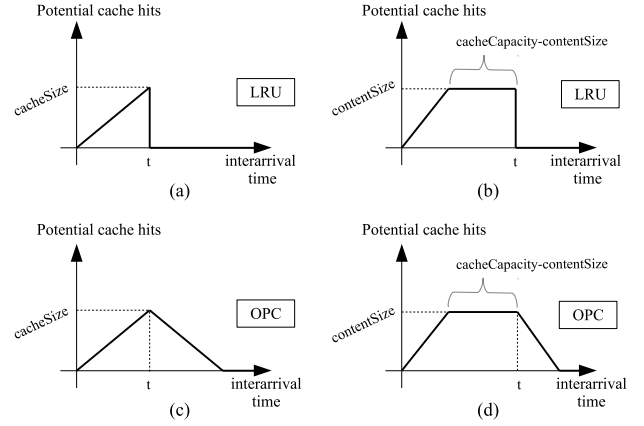 Potential cache hits
cacheSize
LRU
t
interarrival
time
(a)
Potential cache hits
cacheCapacity-contentSize
contentSize
LRU
t
interarrival
time
(b)
Potential cache hits
cacheSize
OPC
t
interarrival
time
(c)
Potential cache hits
cacheCapacity-contentSize
contentSize
OPC
t
interarrival
time
(d)